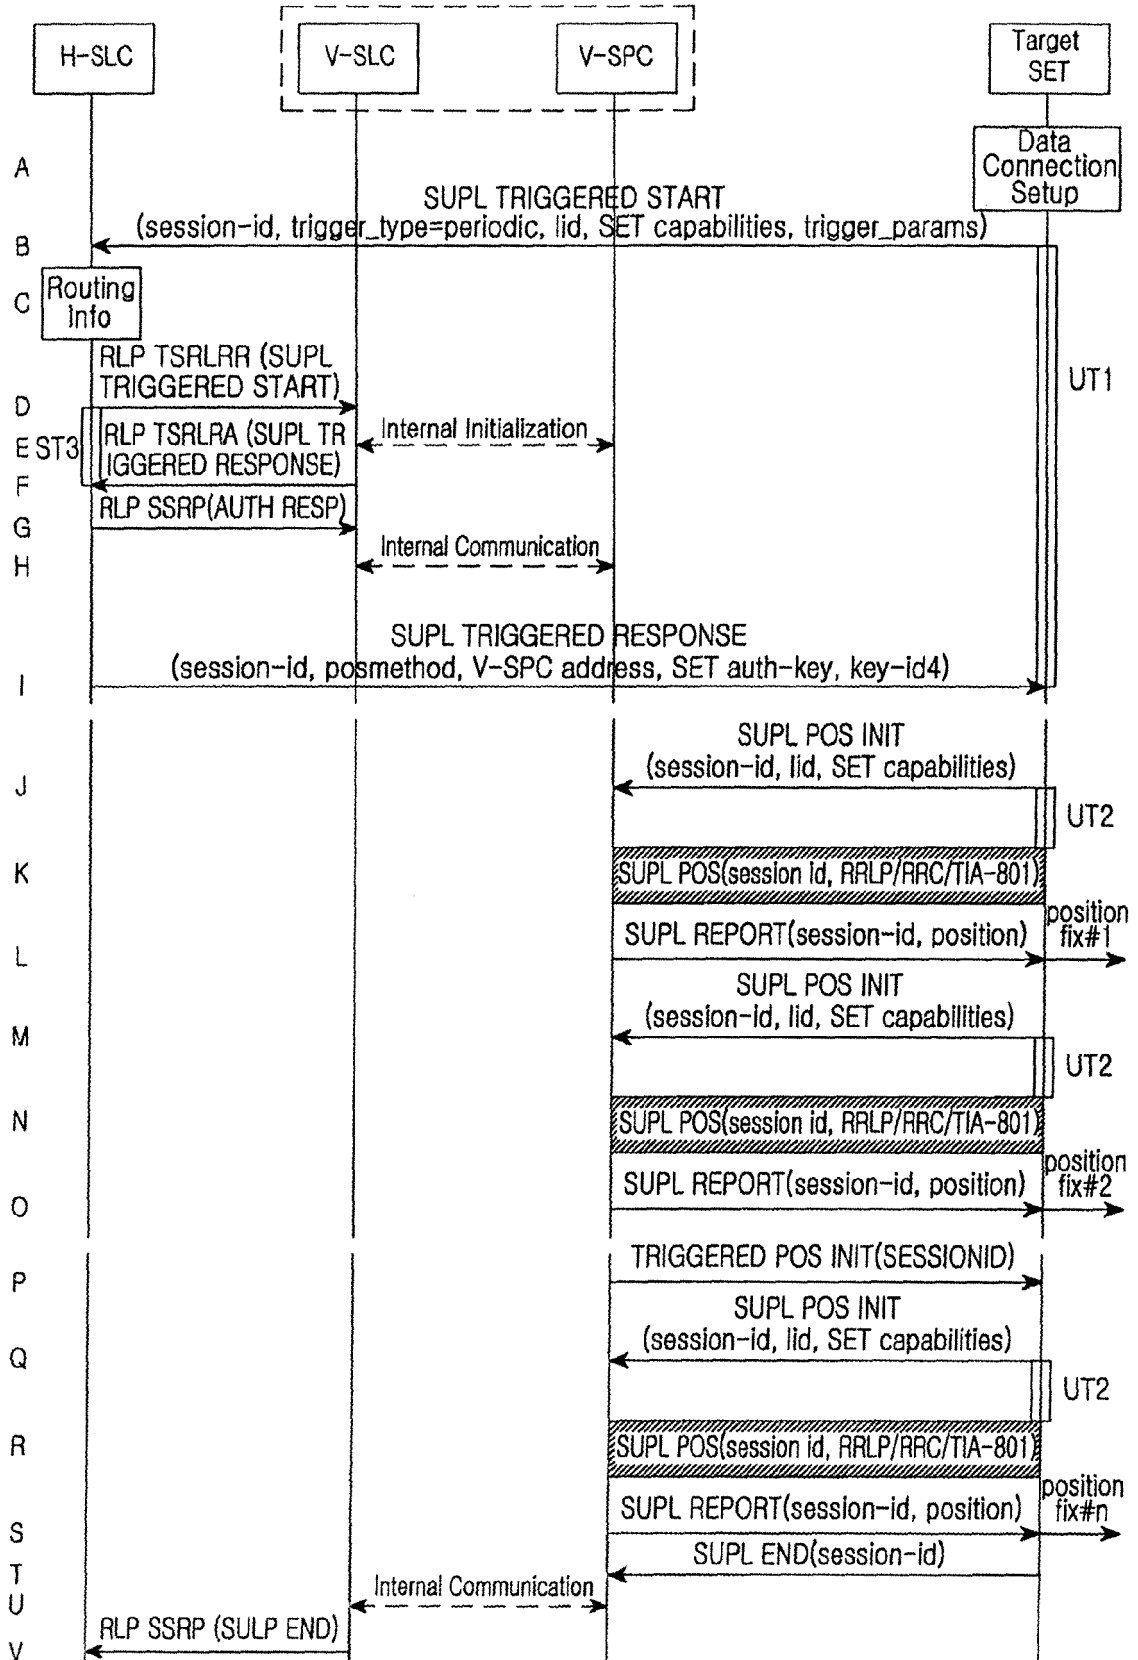 H-SLC
V-SLC
V-SPC
Target
SET
A
Data
Connection
Setup
SUPL TRIGGERED START
(session-id, trigger_type=periodic, lid, SET capabilities, trigger_params)
B
C
Routing
Info
RLP TSRLRR (SUPL
TRIGGERED START)
UT1
D
E
ST3
RLP TSRLRA (SUPL TR
IGGERED RESPONSE)
Internal Initialization
F
RLP SSRP(AUTH RESP)
G
Internal Communication
H
SUPL TRIGGERED RESPONSE
(session-id, posmethod, V-SPC address, SET auth-key, key-id4)
I
SUPL POS INIT
(session-id, lid, SET capabilities)
J
UT2
K
SUPL POS(session id, RRLP/RRC/TIA-801)
SUPL REPORT(session-id, position)
position
fix#1
L
SUPL POS INIT
(session-id, lid, SET capabilities)
M
UT2
N
SUPL POS(session id, RRLP/RRC/TIA-801)
SUPL REPORT(session-id, position)
position
fix#2
O
TRIGGERED POS INIT(SESSIONID)
P
SUPL POS INIT
(session-id, lid, SET capabilities)
Q
UT2
R
SUPL POS(session id, RRLP/RRC/TIA-801)
SUPL REPORT(session-id, position)
position
fix#n
S
SUPL END(session-id)
T
Internal Communication
U
RLP SSRP (SULP END)
V